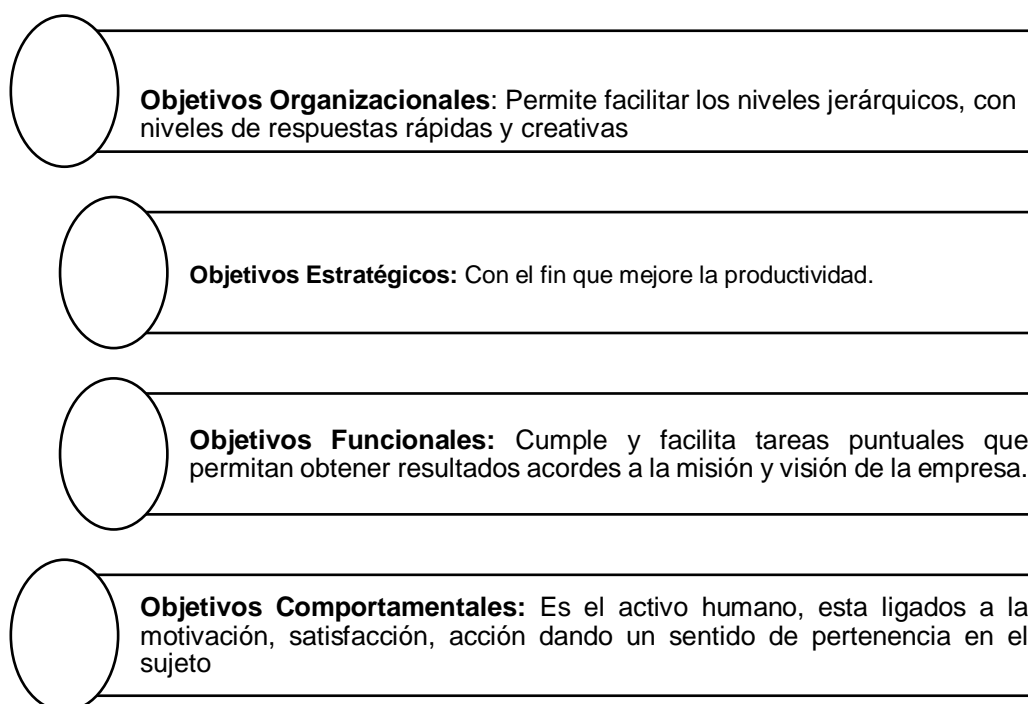 Objetivos Organizacionales: Permite facilitar los niveles jerárquicos, con
niveles de respuestas rápidas y creativas
Objetivos Estratégicos: Con el fin que mejore la productividad.
Objetivos Funcionales: Cumple y facilita tareas puntuales que
permitan obtener resultados acordes a la misión y visión de la empresa.
Objetivos Comportamentales: Es el activo humano, esta ligados a la
motivación, satisfacción, acción dando un sentido de pertenencia en el
sujeto